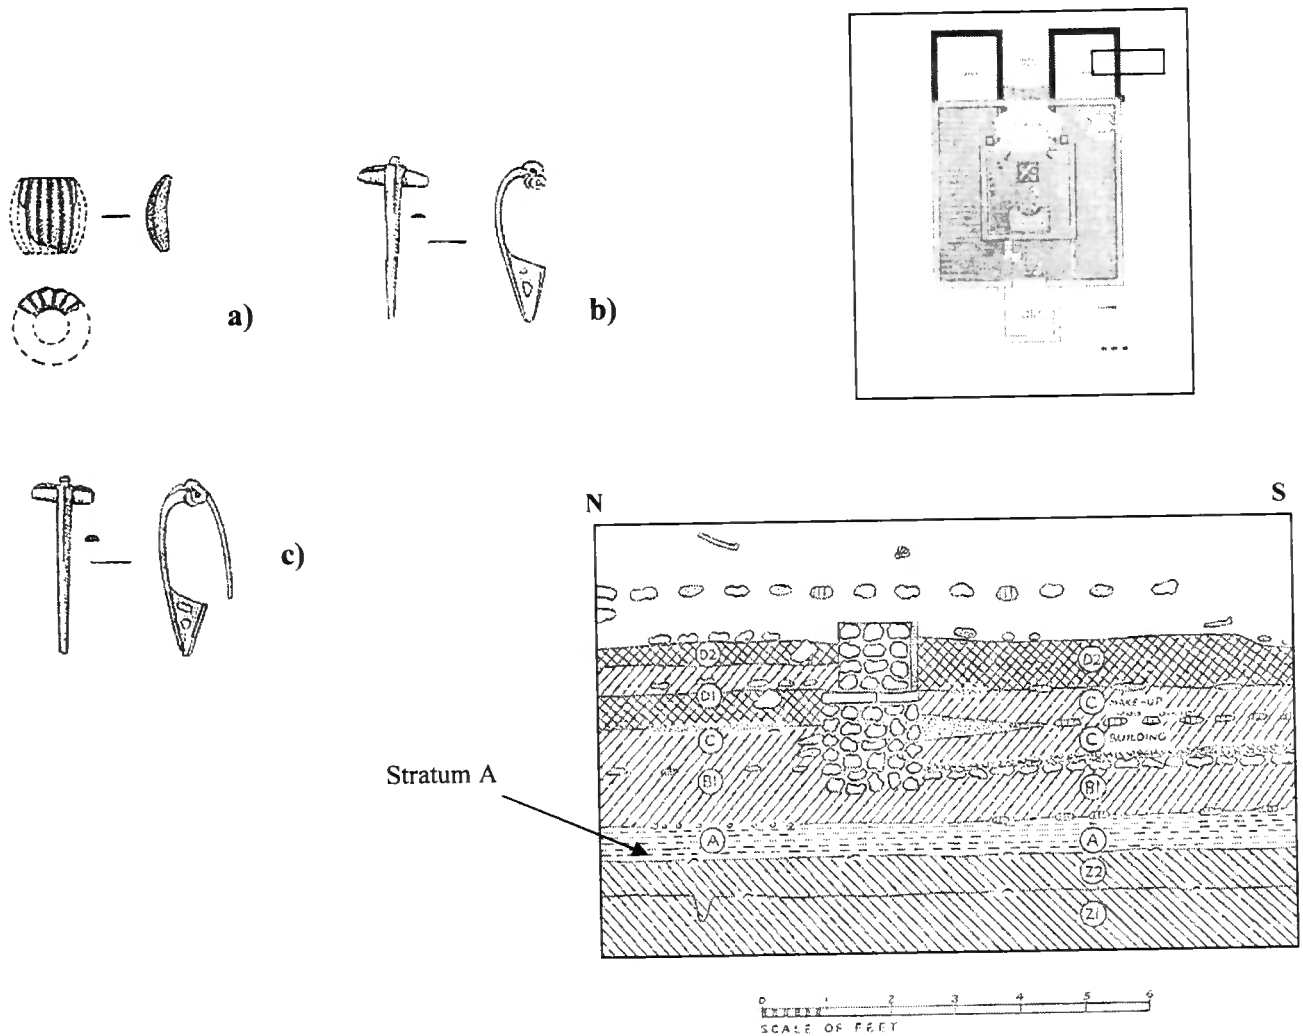 a)
b)
c)
N
S
D2
D2
D1
C
MAKE-UP
C
C
BUILDING
B1
B1
Stratum A
A
A
Z2
Z1
0 1 2 3 4 5 6
SCALE OF FEET